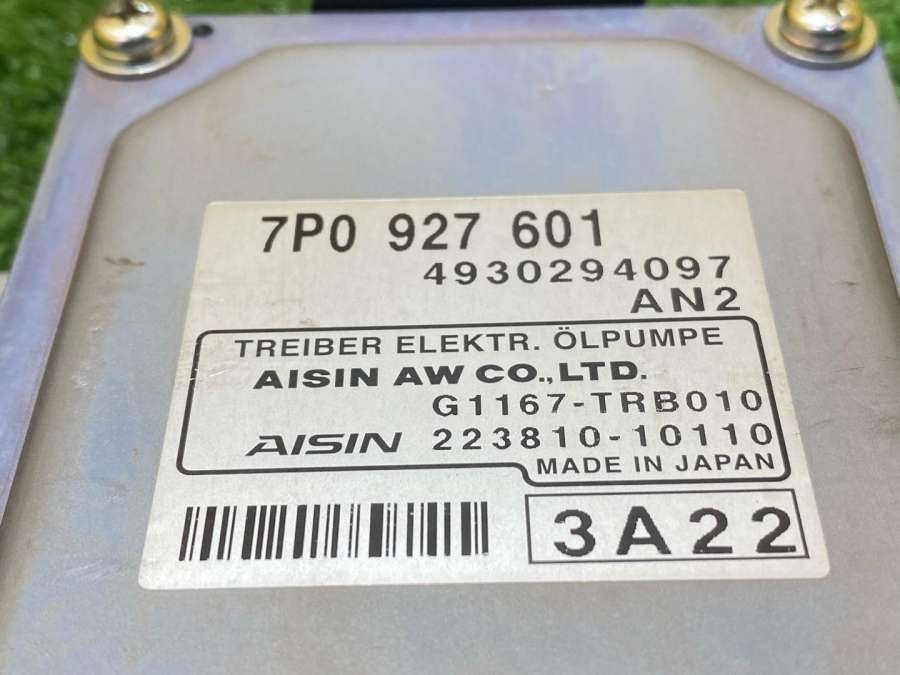 7P0 927 601
4930294097
AN2
TREIBER ELEKTR. ÖLPUMPE
AISIN AW CO.,LTD.
G1167-TRB010
AISIN 223810-10110
MADE IN JAPAN
3A22